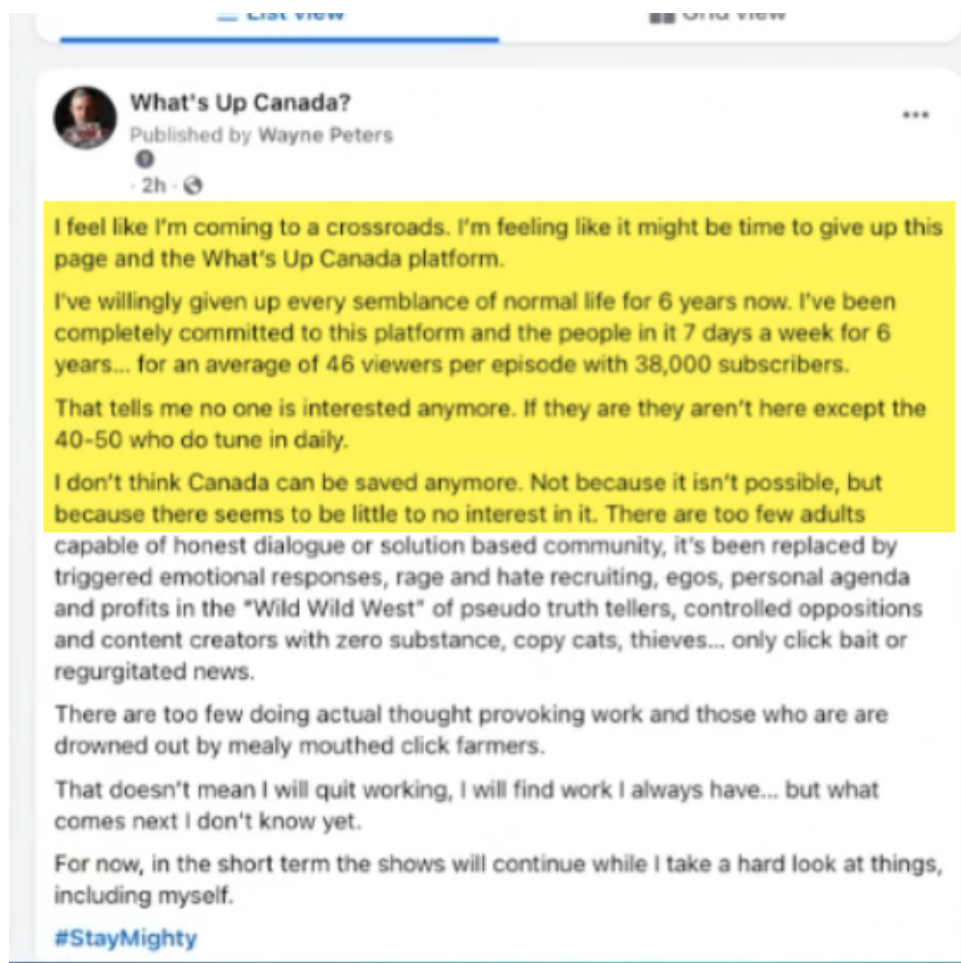 List view
Grid view
What's Up Canada?
Published by Wayne Peters
· 2h ·
I feel like I'm coming to a crossroads. I'm feeling like it might be time to give up this
page and the What's Up Canada platform.
I've willingly given up every semblance of normal life for 6 years now. I've been
completely committed to this platform and the people in it 7 days a week for 6
years... for an average of 46 viewers per episode with 38,000 subscribers.
That tells me no one is interested anymore. If they are they aren't here except the
40-50 who do tune in daily.
I don't think Canada can be saved anymore. Not because it isn't possible, but
because there seems to be little to no interest in it. There are too few adults
capable of honest dialogue or solution based community, it's been replaced by
triggered emotional responses, rage and hate recruiting, egos, personal agenda
and profits in the "Wild Wild West" of pseudo truth tellers, controlled oppositions
and content creators with zero substance, copy cats, thieves... only click bait or
regurgitated news.
There are too few doing actual thought provoking work and those who are are
drowned out by mealy mouthed click farmers.
That doesn't mean I will quit working, I will find work I always have... but what
comes next I don't know yet.
For now, in the short term the shows will continue while I take a hard look at things,
including myself.
#StayMighty